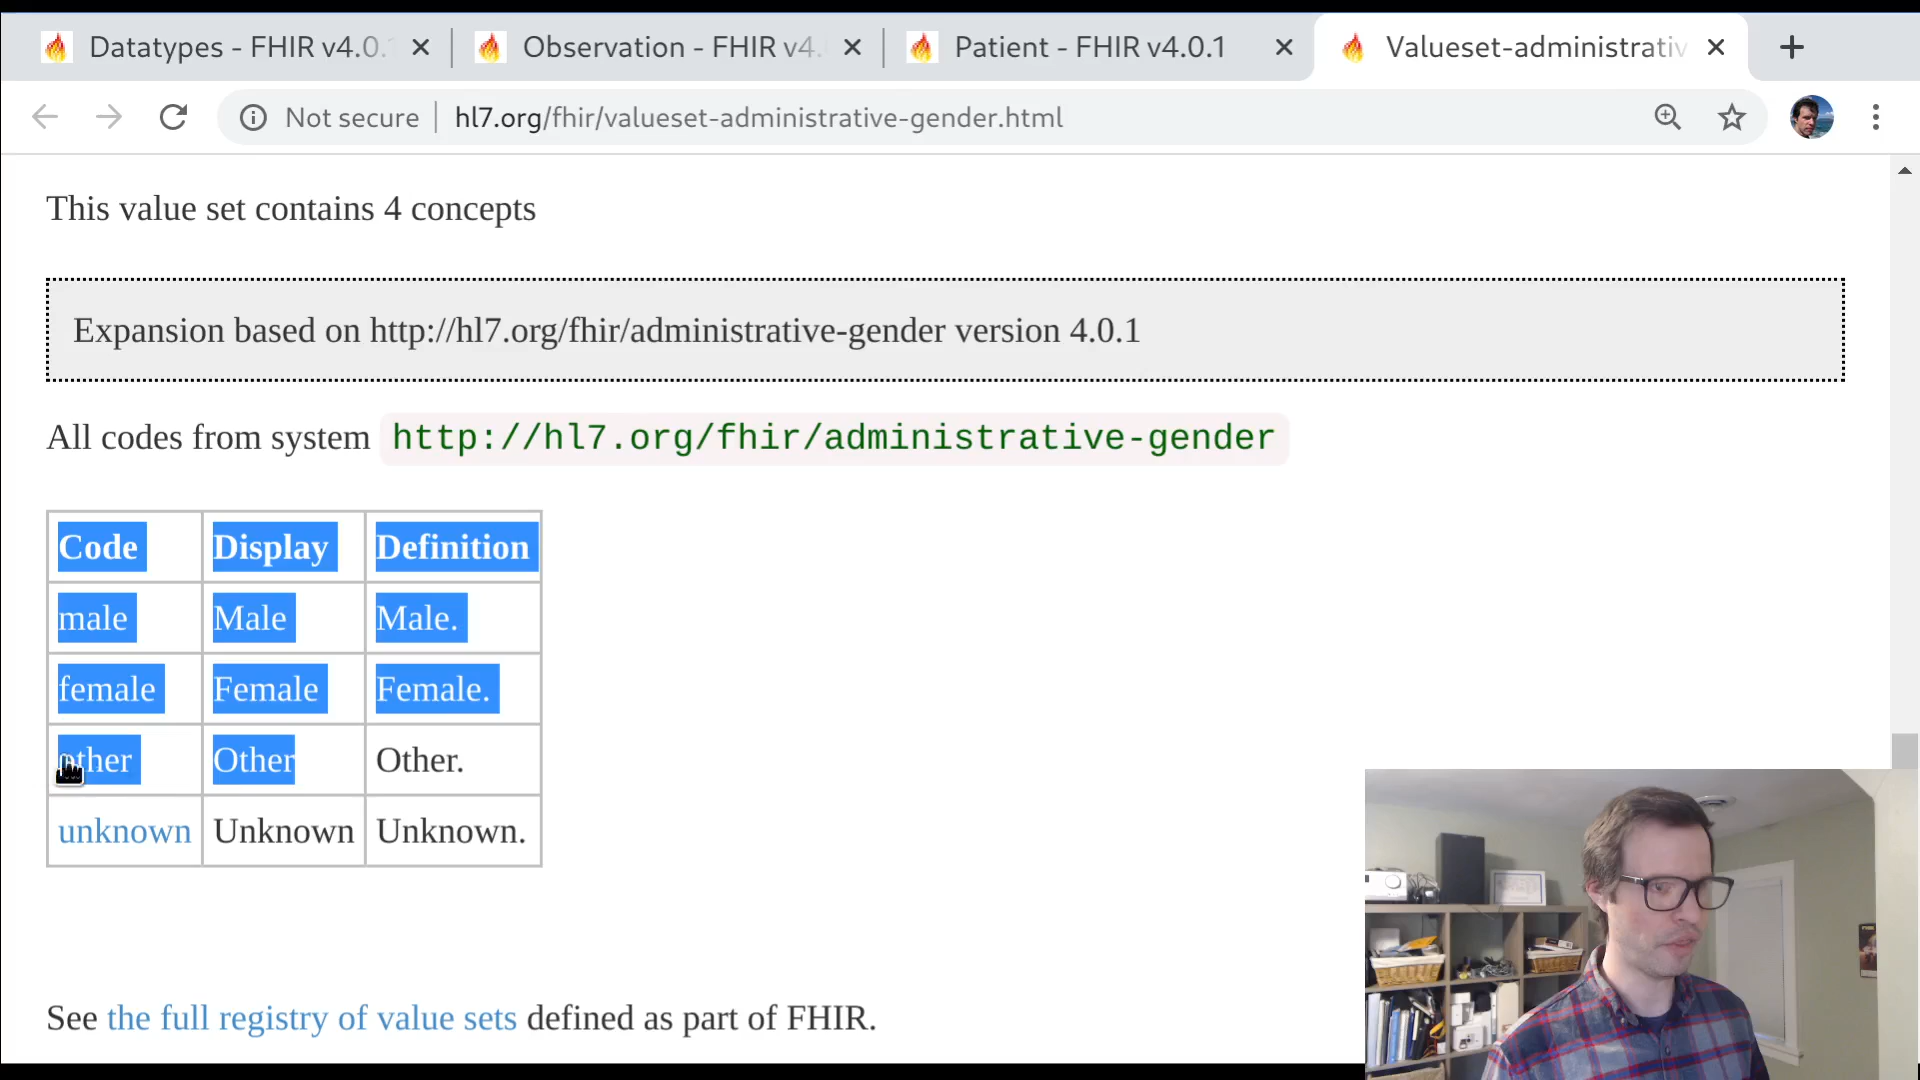 Datatypes - FHIR v4.0.
Observation - FHIR v4.
Patient - FHIR v4.0.1
Valueset-administrativ
Not secure
hl7.org/fhir/valueset-administrative-gender.html
This value set contains 4 concepts
Expansion based on http://hl7.org/fhir/administrative-gender version 4.0.1
All codes from system http://hl7.org/fhir/administrative-gender
Code Display Definition
male Male Male.
female Female Female.
other Other Other.
unknown Unknown Unknown.
See the full registry of value sets defined as part of FHIR.